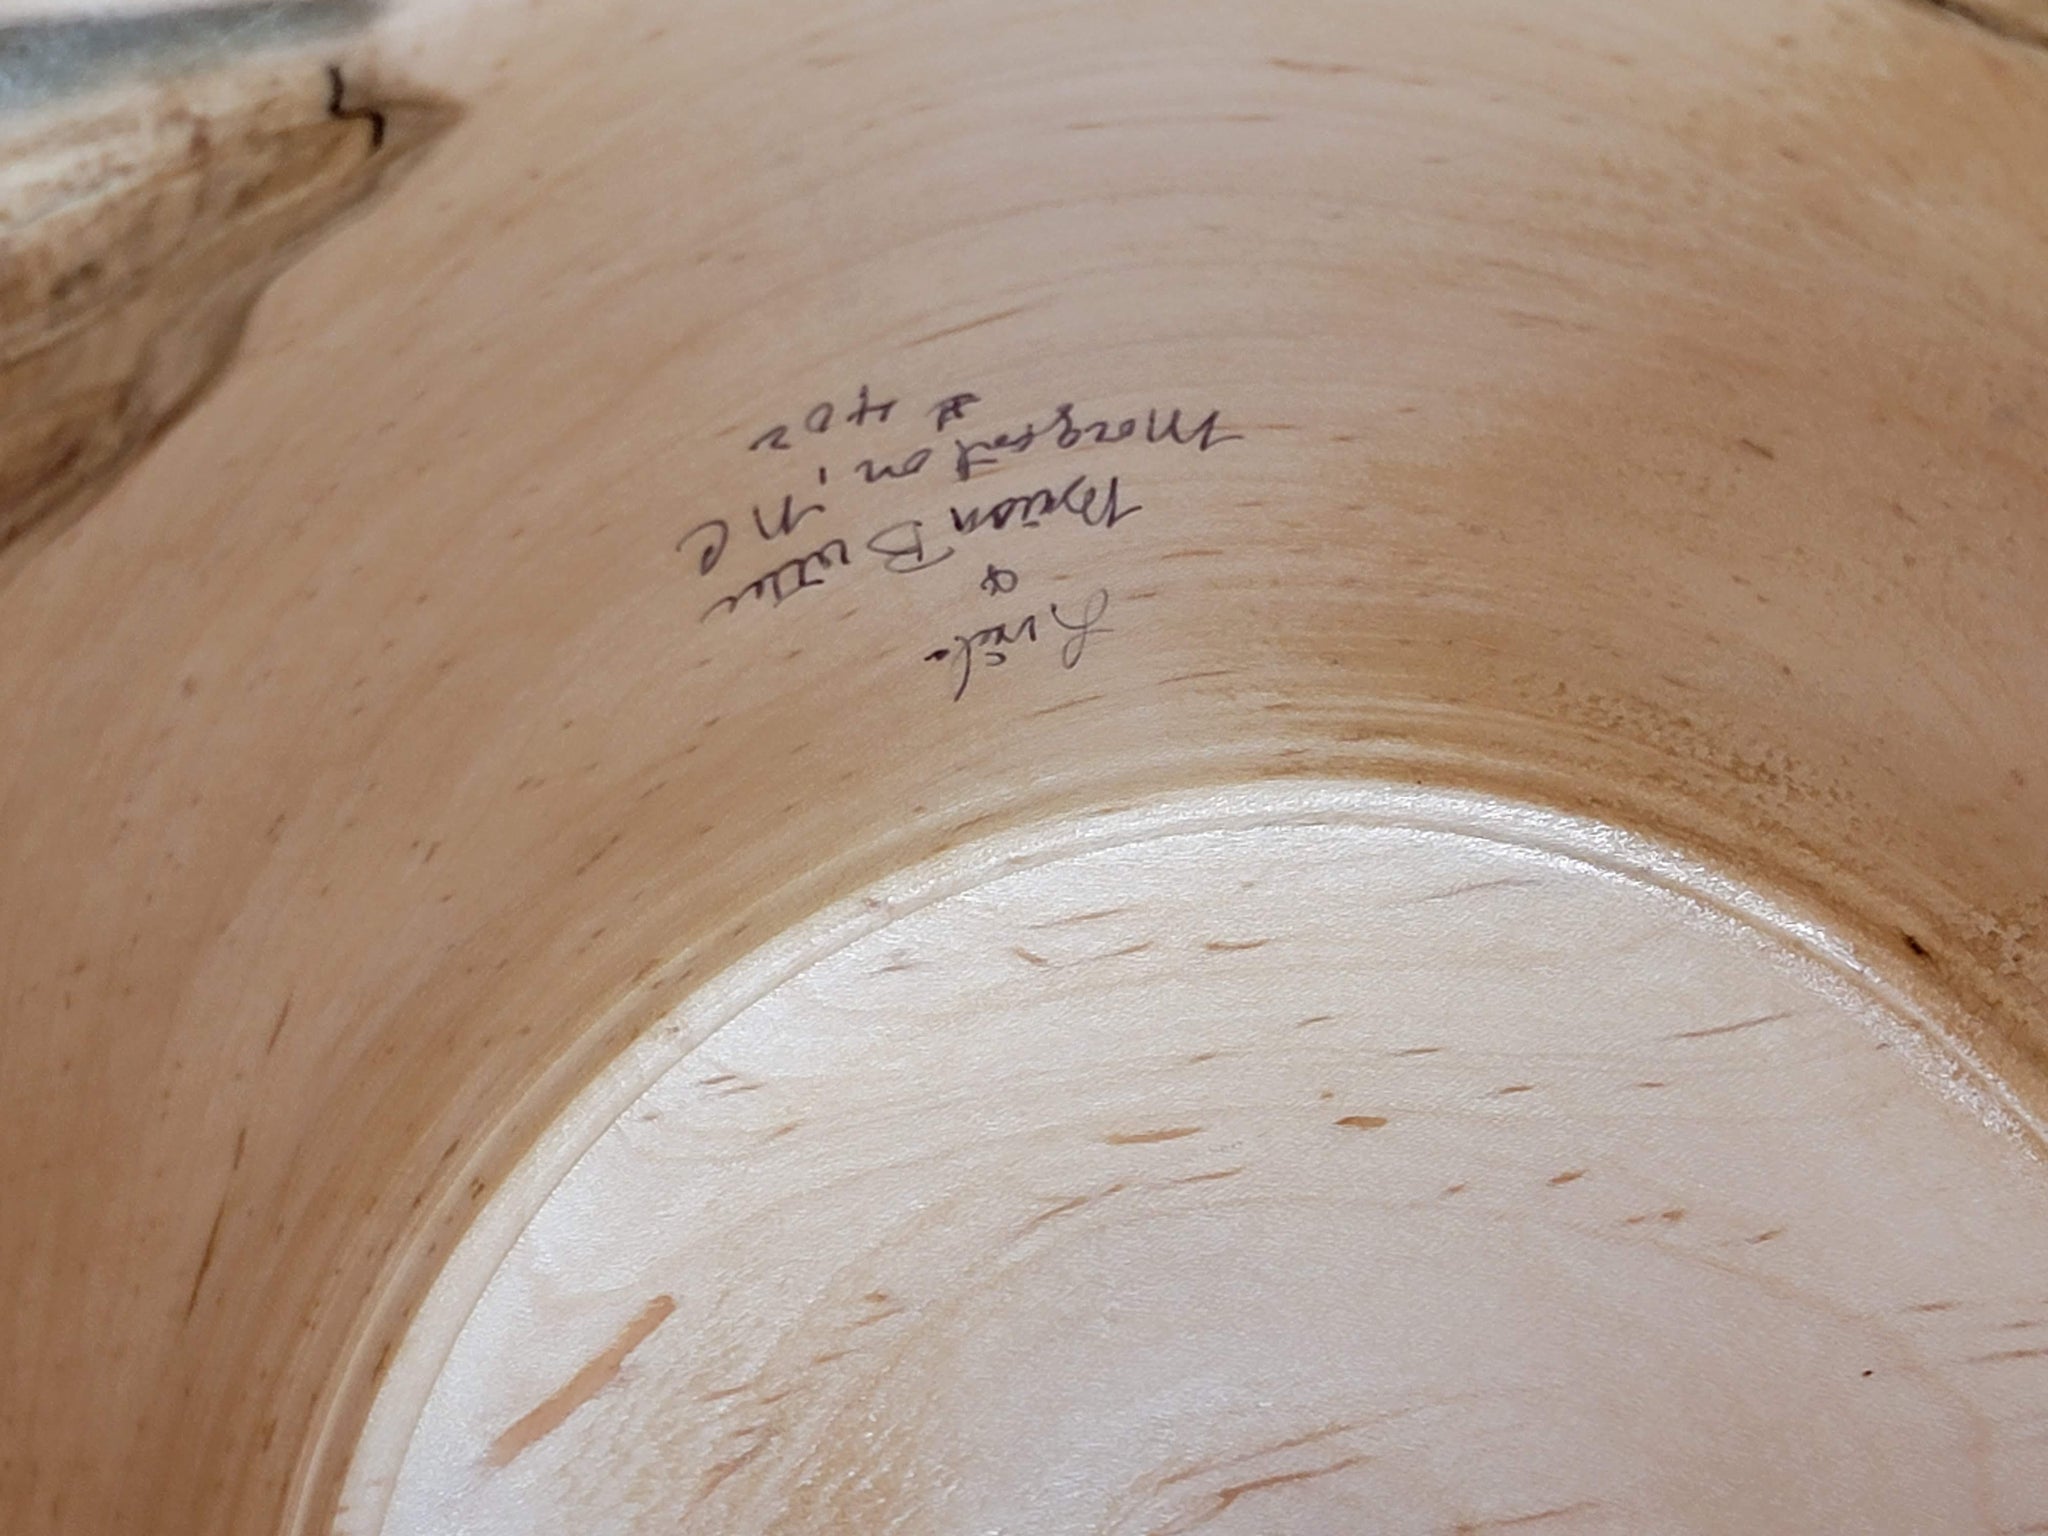 &
Brian Butler
Morganton, NC
# 402